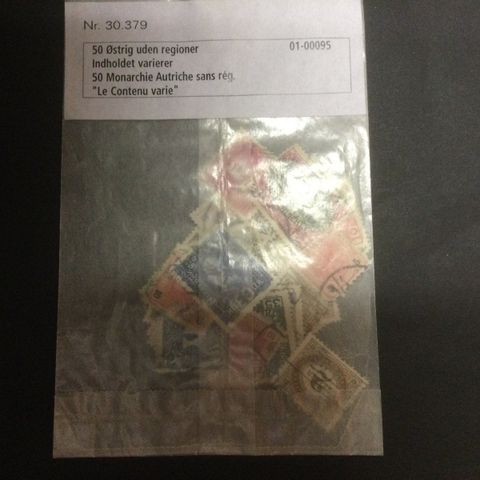 Nr. 30.379
50 Østrig uden regioner 01-00095
Indholdet varierer
50 Monarchie Autriche sans rég.
"Le Contenu varie"